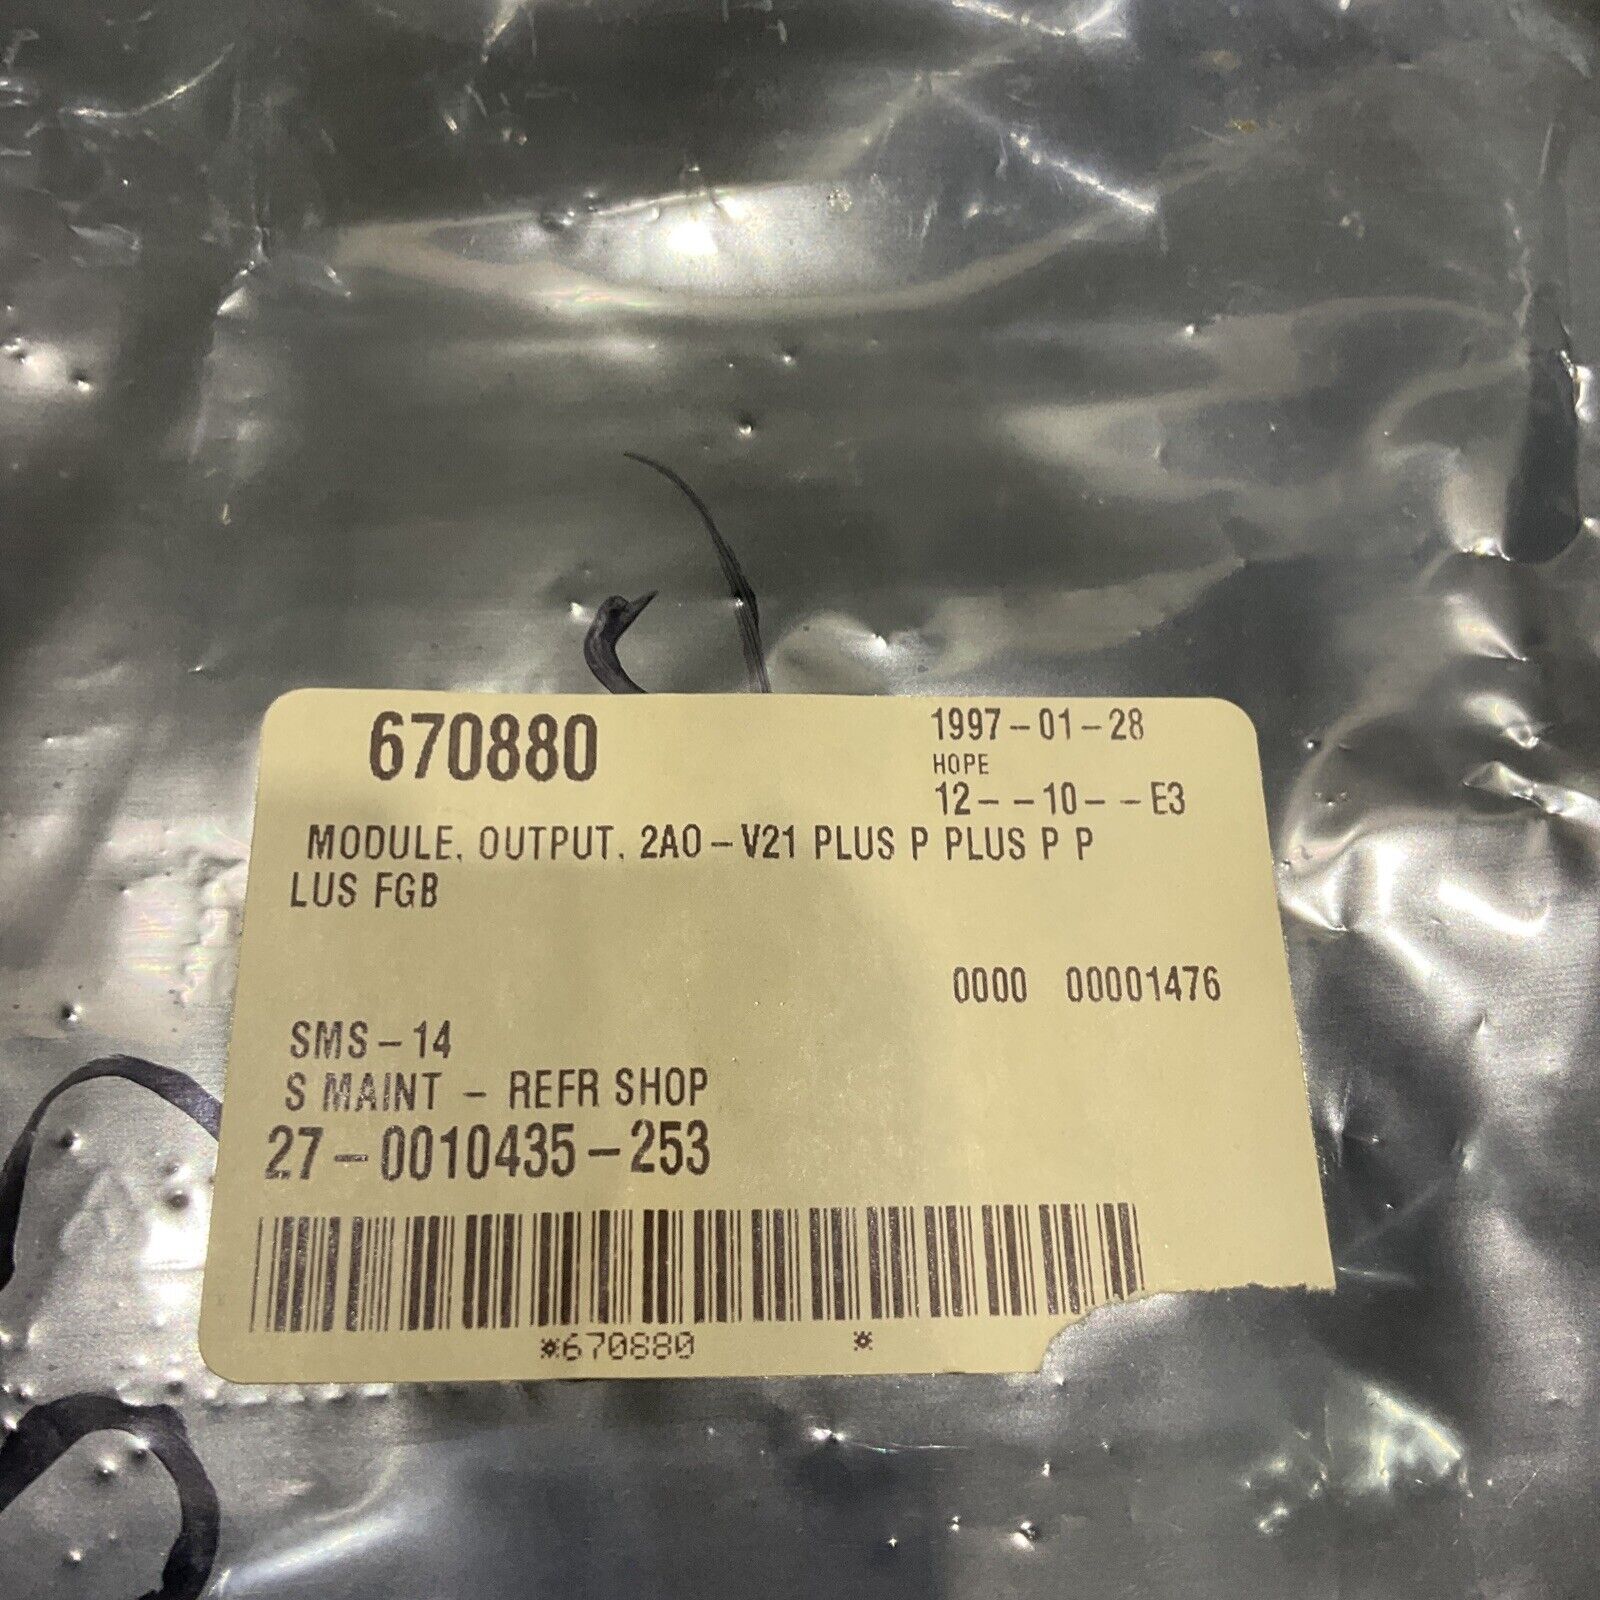 670880
1997-01-28
HOPE
12--10--E3
MODULE, OUTPUT, 2AO-V21 PLUS P PLUS P P
LUS FGB
0000 00001476
SMS-14
S MAINT - REFR SHOP
27-0010435-253
*670880 *